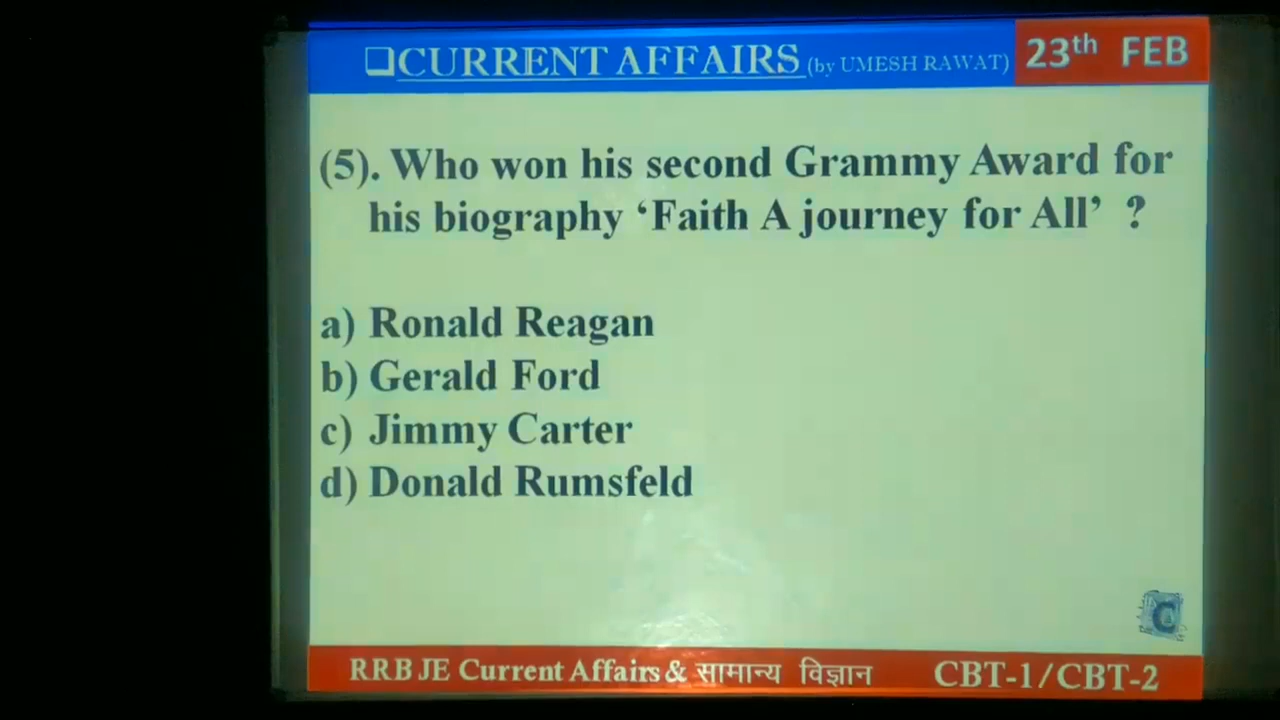 ❑CURRENT AFFAIRS (by UMESH RAWAT) 23th FEB
(5). Who won his second Grammy Award for
his biography ‘Faith A journey for All’ ?
a) Ronald Reagan
b) Gerald Ford
c) Jimmy Carter
d) Donald Rumsfeld
C
RRB JE Current Affairs & सामान्य विज्ञान CBT-1/CBT-2